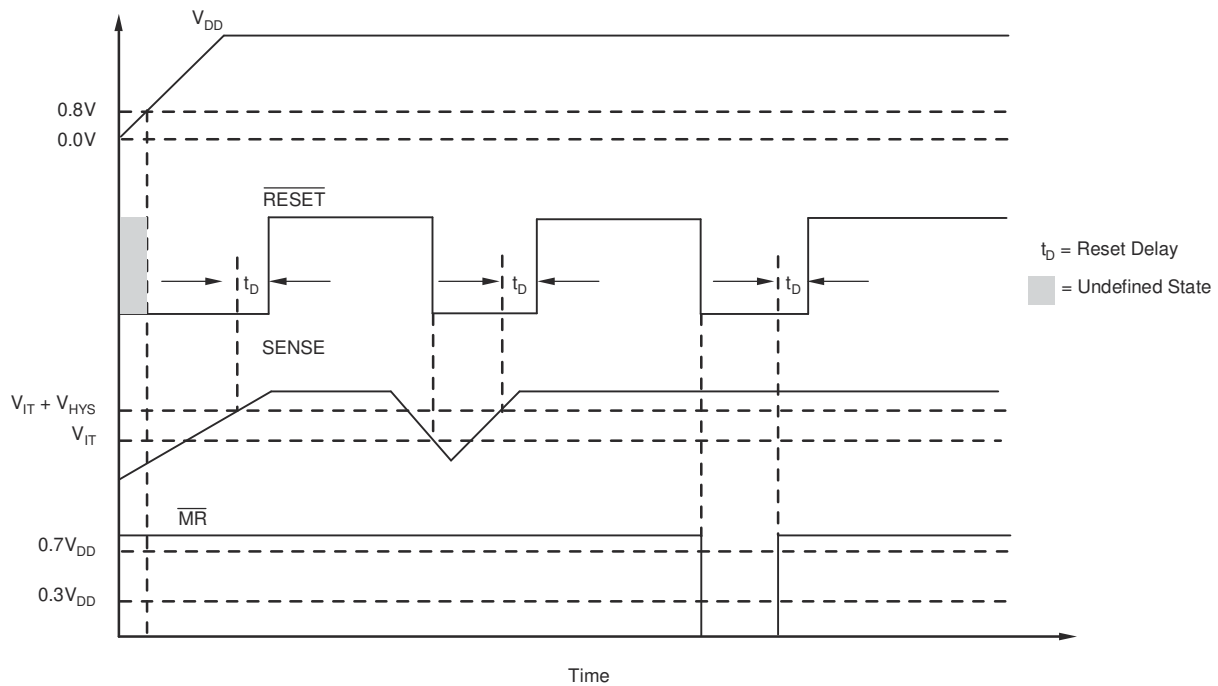 V_DD
0.8V
0.0V
RESET
t_D
t_D
t_D
t_D = Reset Delay
= Undefined State
SENSE
V_IT + V_HYS
V_IT
MR
0.7V_DD
0.3V_DD
Time